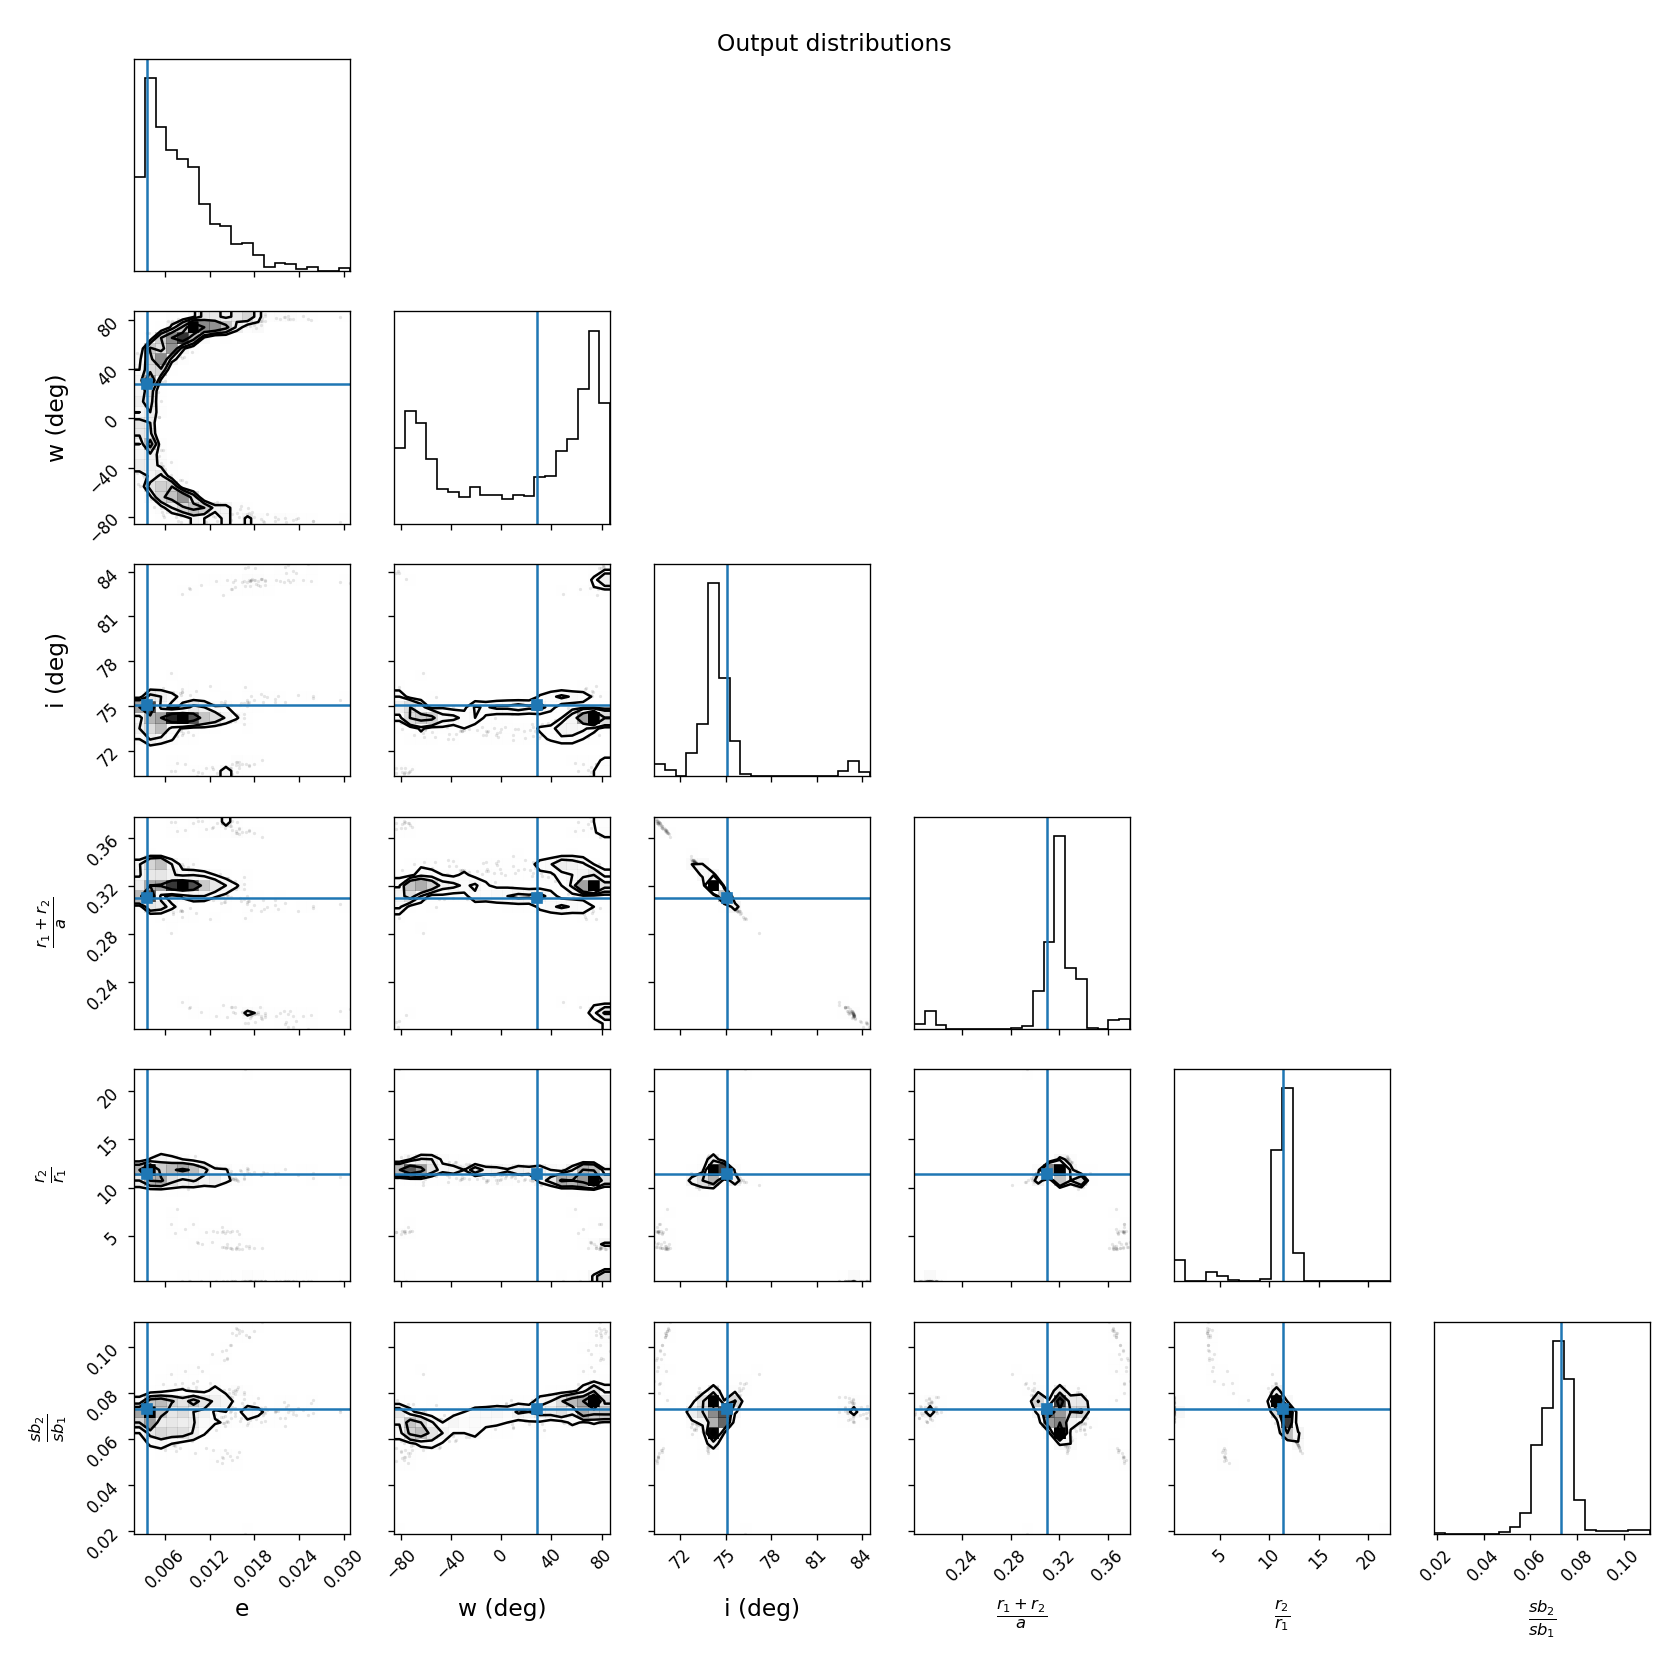 Output distributions
80
40
0
−40
−80
w (deg)
84
81
78
75
72
i (deg)
0.36
0.32
0.28
0.24
r₁ + r₂
a
20
15
10
5
r₂
r₁
0.10
0.08
0.06
0.04
0.02
sb₂
sb₁
0.006 0.012 0.018 0.024 0.030 −80 −40 0 40 80 72 75 78 81 84 0.24 0.28 0.32 0.36 5 10 15 20 0.02 0.04 0.06 0.08 0.10
e w (deg) i (deg) r₁ + r₂ r₂ sb₂
a r₁ sb₁